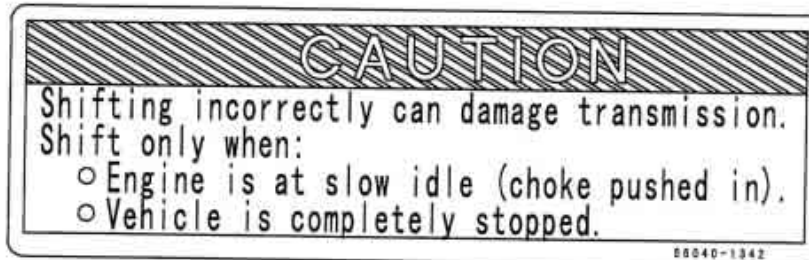 CAUTION
Shifting incorrectly can damage transmission.
Shift only when:
○ Engine is at slow idle (choke pushed in).
○ Vehicle is completely stopped.
56040-1342